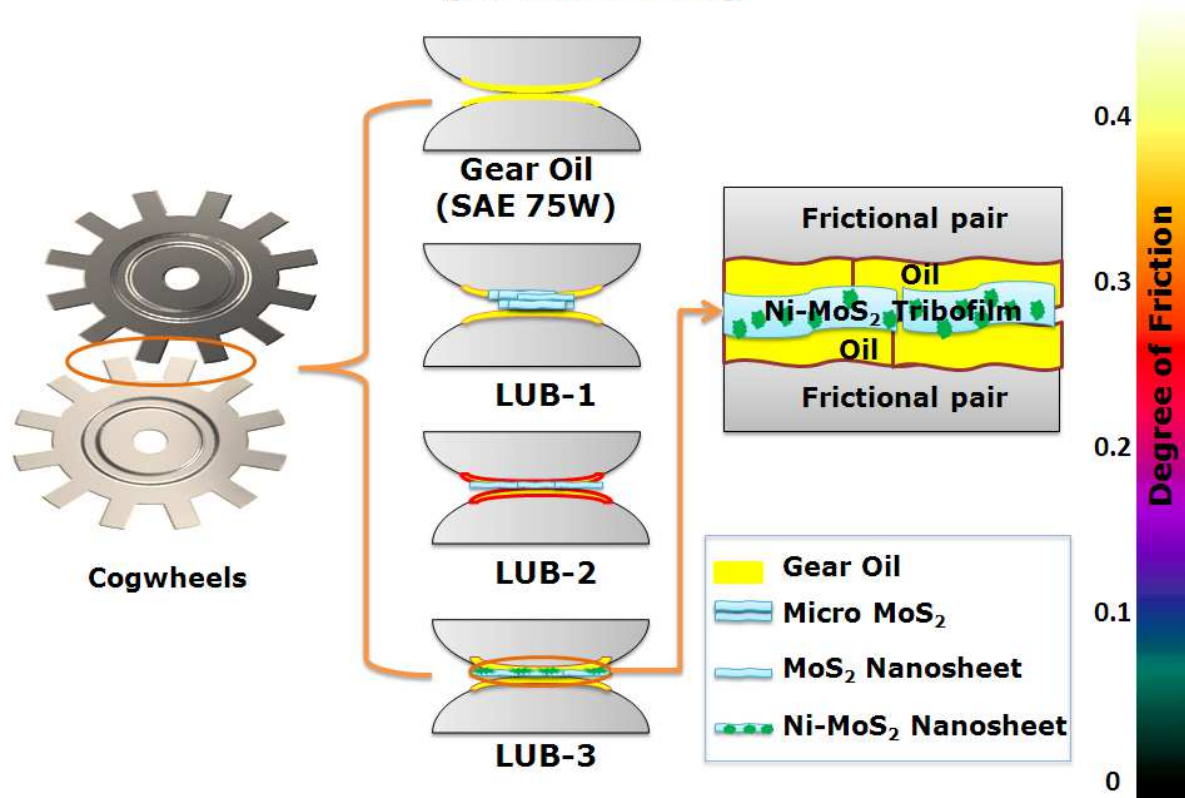 Gear Oil
(SAE 75W)
LUB-1
LUB-2
LUB-3
Cogwheels
Frictional pair
Oil
Ni-MoS₂ Tribofilm
Oil
Frictional pair
Gear Oil
Micro MoS₂
MoS₂ Nanosheet
Ni-MoS₂ Nanosheet
0.4
0.3
0.2
0.1
0
Degree of Friction